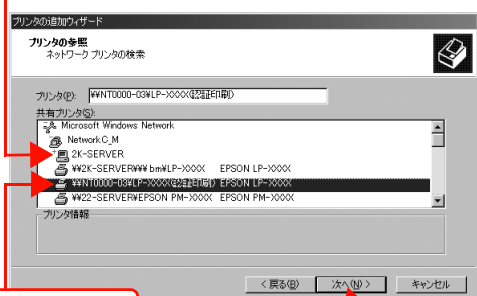 プリンタの追加ウィザード
プリンタの参照
ネットワーク プリンタの検索
プリンタ(P): ¥¥NT0000-03¥LP-XXXX(認証印刷)
共有プリンタ(S):
Microsoft Windows Network
Network.G_M
2K-SERVER
¥¥2K-SERVER¥¥¥bm¥LP-XXXX EPSON LP-XXXX
¥¥NT0000-03¥LP-XXXX(認証印刷) EPSON LP-XXXX
¥¥22-SERVER¥EPSON PM-XXXX EPSON PM-XXXX
プリンタ情報
< 戻る(B) 次へ(N) > キャンセル